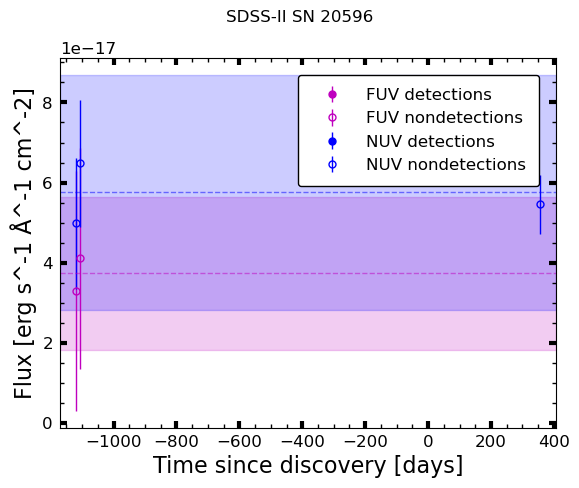 SDSS-II SN 20596
1e−17
FUV detections
FUV nondetections
NUV detections
NUV nondetections
8
6
4
2
0
Flux [erg s^-1 Å^-1 cm^-2]
−1000 −800 −600 −400 −200 0 200 400
Time since discovery [days]